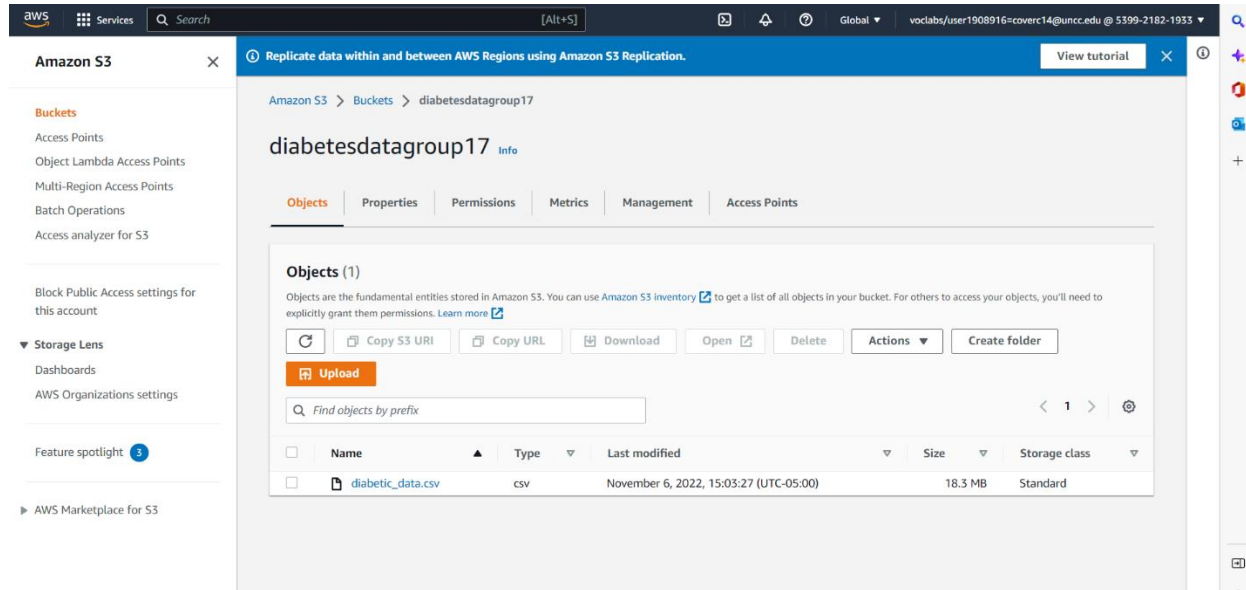 aws Services Search [Alt+S] Global voclabs/user1908916=coverc14@uncc.edu @ 5399-2182-1933
Amazon S3
Buckets
Access Points
Object Lambda Access Points
Multi-Region Access Points
Batch Operations
Access analyzer for S3
Block Public Access settings for
this account
Storage Lens
Dashboards
AWS Organizations settings
Feature spotlight 3
AWS Marketplace for S3
Replicate data within and between AWS Regions using Amazon S3 Replication. View tutorial
Amazon S3 > Buckets > diabetesdatagroup17
diabetesdatagroup17 Info
Objects Properties Permissions Metrics Management Access Points
Objects (1)
Objects are the fundamental entities stored in Amazon S3. You can use Amazon S3 inventory to get a list of all objects in your bucket. For others to access your objects, you'll need to
explicitly grant them permissions. Learn more
Copy S3 URI Copy URL Download Open Delete Actions Create folder
Upload
Find objects by prefix < 1 >
Name Type Last modified Size Storage class
diabetic_data.csv csv November 6, 2022, 15:03:27 (UTC-05:00) 18.3 MB Standard